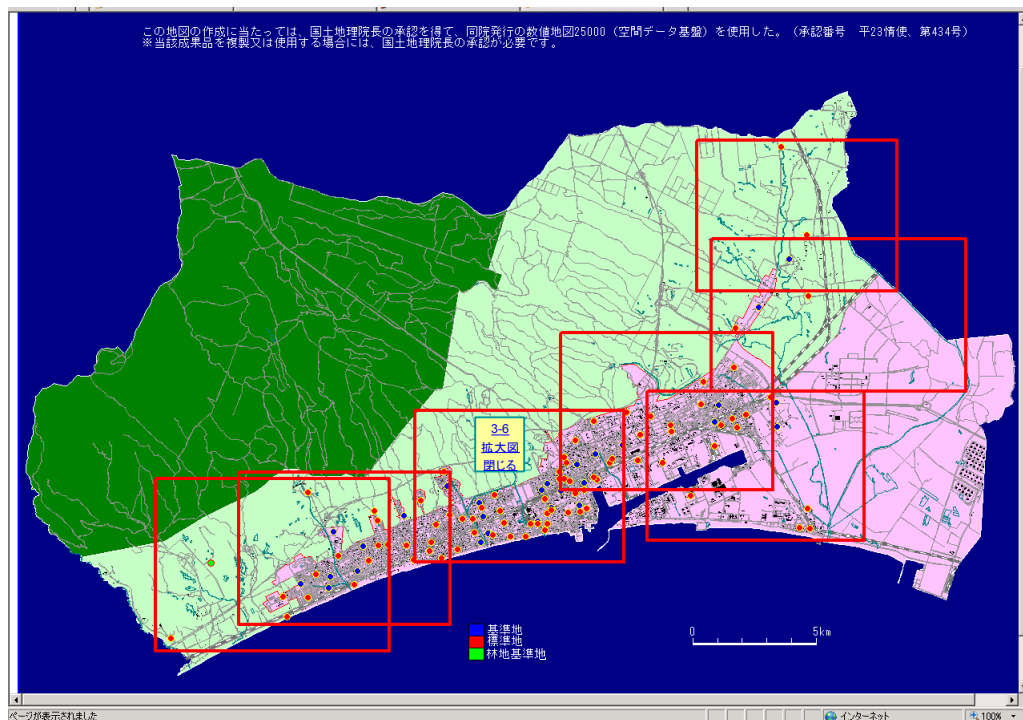 この地図の作成に当たっては、国土地理院長の承認を得て、同院発行の数値地図25000（空間データ基盤）を使用した。（承認番号　平23情使、第434号）
※当該成果品を複製又は使用する場合には、国土地理院長の承認が必要です。
3-6
拡大図
閉じる
基準地
標準地
林地基準地
0 5km
ページが表示されました
インターネット
100%